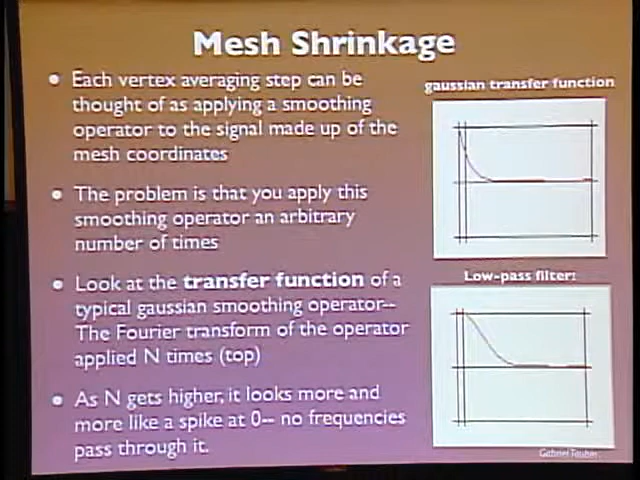 Mesh Shrinkage
Each vertex averaging step can be
thought of as applying a smoothing
operator to the signal made up of the
mesh coordinates
The problem is that you apply this
smoothing operator an arbitrary
number of times
Look at the transfer function of a
typical gaussian smoothing operator--
The Fourier transform of the operator
applied N times (top)
As N gets higher, it looks more and
more like a spike at 0-- no frequencies
pass through it.
gaussian transfer function
Low-pass filter:
Gabriel Taubin